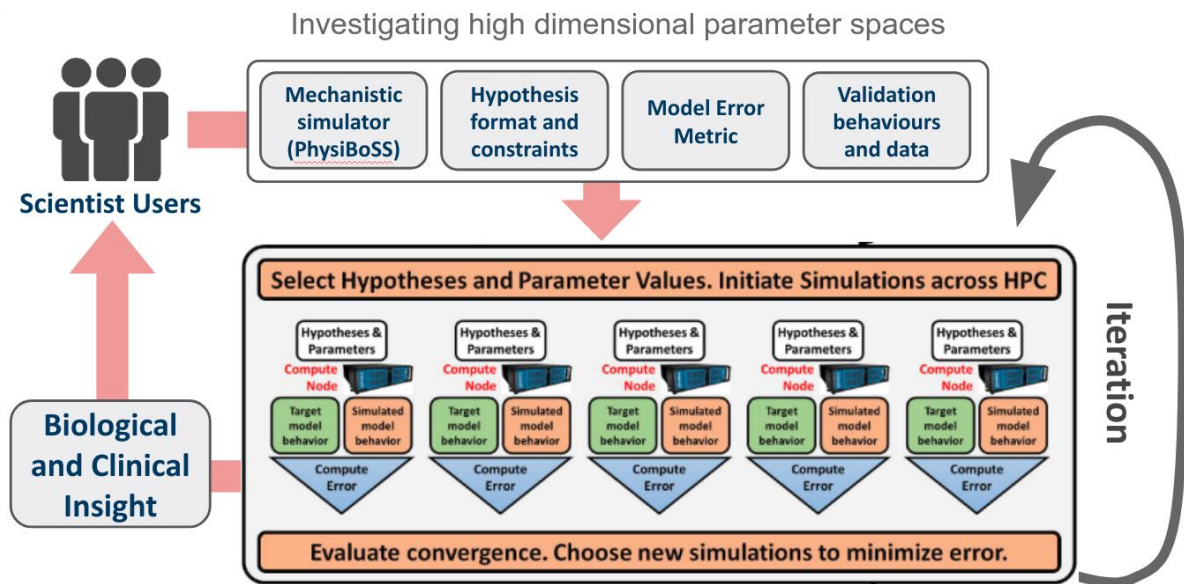 Investigating high dimensional parameter spaces
Mechanistic
simulator
(PhysiBoSS)
Hypothesis
format and
constraints
Model Error
Metric
Validation
behaviours
and data
Scientist Users
Select Hypotheses and Parameter Values. Initiate Simulations across HPC
Hypotheses &
Parameters
Compute
Node
Target
model
behavior
Simulated
model
behavior
Compute
Error
Hypotheses &
Parameters
Compute
Node
Target
model
behavior
Simulated
model
behavior
Compute
Error
Hypotheses &
Parameters
Compute
Node
Target
model
behavior
Simulated
model
behavior
Compute
Error
Hypotheses &
Parameters
Compute
Node
Target
model
behavior
Simulated
model
behavior
Compute
Error
Hypotheses &
Parameters
Compute
Node
Target
model
behavior
Simulated
model
behavior
Compute
Error
Evaluate convergence. Choose new simulations to minimize error.
Iteration
Biological
and Clinical
Insight